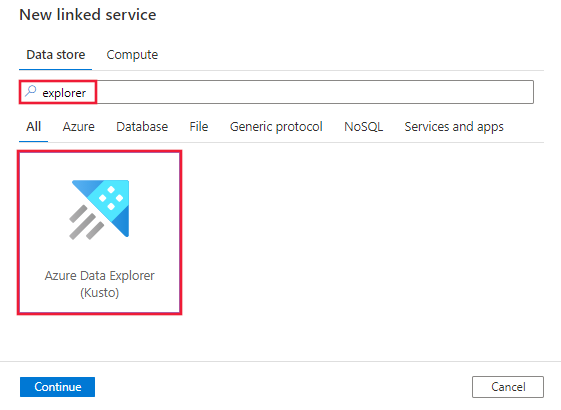 New linked service
Data store Compute
explorer
All Azure Database File Generic protocol NoSQL Services and apps
Azure Data Explorer
(Kusto)
Continue Cancel